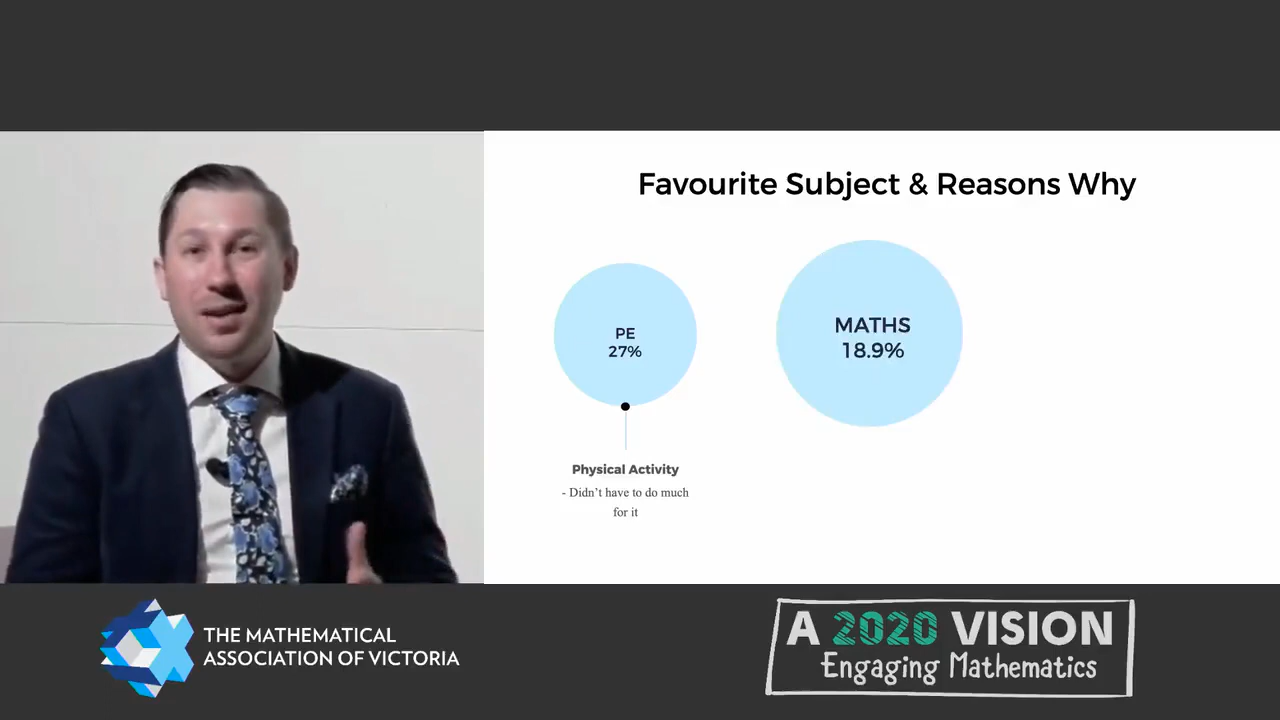 Favourite Subject & Reasons Why
PE
27%
MATHS
18.9%
Physical Activity
- Didn’t have to do much
for it
THE MATHEMATICAL
ASSOCIATION OF VICTORIA
A 2020 VISION
Engaging Mathematics